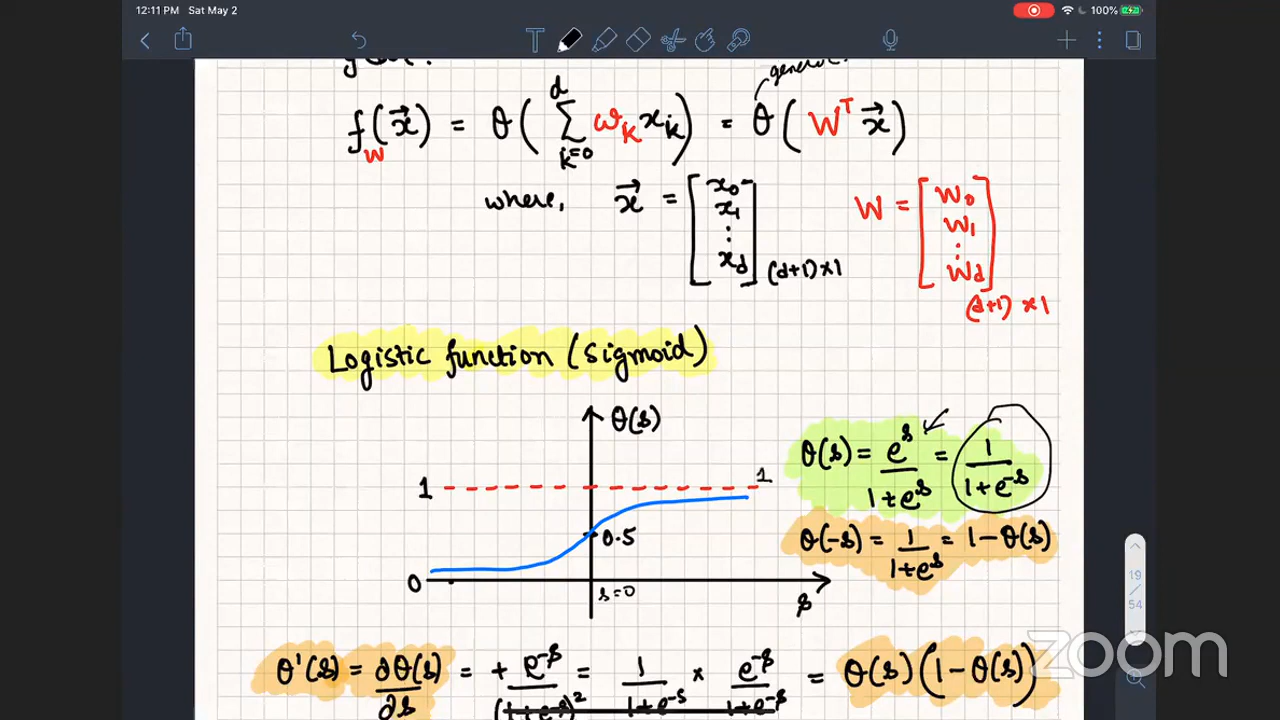 12:11 PM Sat May 2
100%
f_W(x⃗) = θ( Σ_{k=0}^{d} w_k x_k ) = θ( W^T x⃗ )
where, x⃗ = [x_0 x_1 ⋮ x_d] (d+1)×1 W = [W_0 W_1 ⋮ W_d] (d+1)×1
Logistic function (Sigmoid)
θ(s)
1
1
0.5
0
s=0
s
θ(s) = e^s / (1+e^s) = 1 / (1+e^-s)
θ(-s) = 1 / (1+e^s) = 1-θ(s)
θ'(s) = ∂θ(s)/∂s = + e^-s / (1+e^-s)^2 = 1 / (1+e^-s) × e^-s / (1+e^-s) = θ(s)(1-θ(s))
19
/
54
zoom